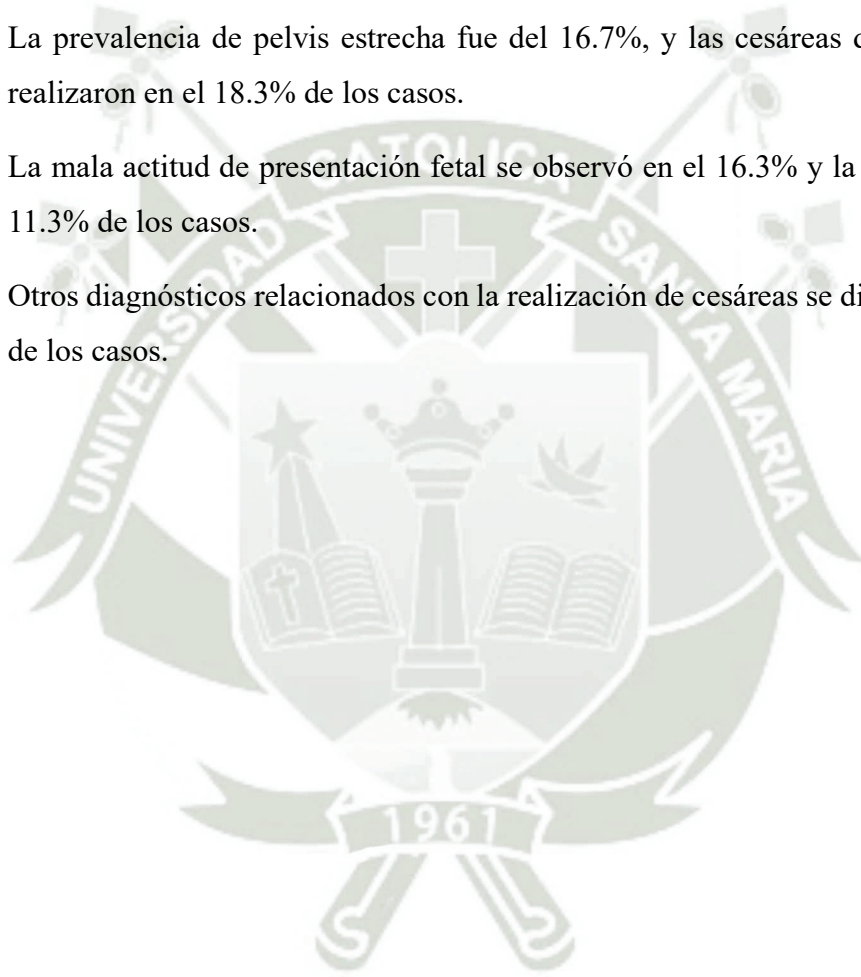 La prevalencia de pelvis estrecha fue del 16.7%, y las cesáreas
realizaron en el 18.3% de los casos.
La mala actitud de presentación fetal se observó en el 16.3% y la
11.3% de los casos.
Otros diagnósticos relacionados con la realización de cesáreas se
de los casos.
UNIVERSIDAD CATOLICA SANTA MARIA
1961